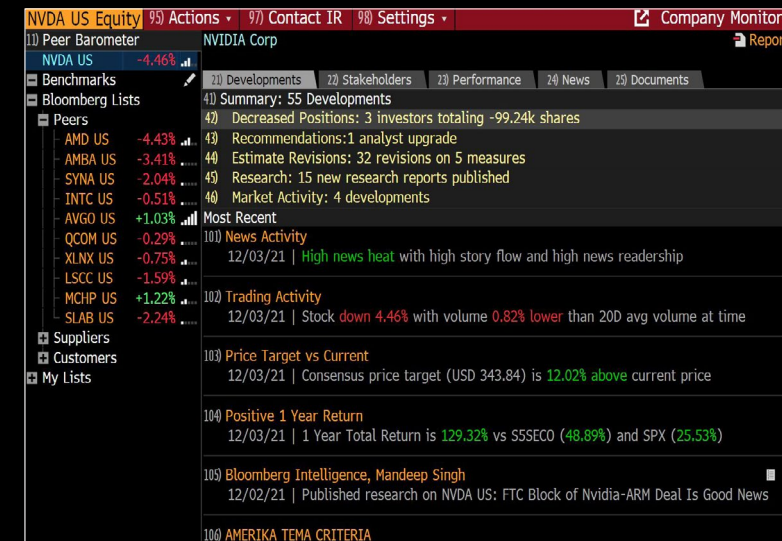 NVDA US Equity 95) Actions 97) Contact IR 98) Settings Company Monitor
11) Peer Barometer NVIDIA Corp Repor
NVDA US -4.46%
Benchmarks 21) Developments 22) Stakeholders 23) Performance 24) News 25) Documents
Bloomberg Lists 41) Summary: 55 Developments
Peers 42) Decreased Positions: 3 investors totaling -99.24k shares
AMD US -4.43% 43) Recommendations:1 analyst upgrade
AMBA US -3.41% 44) Estimate Revisions: 32 revisions on 5 measures
SYNA US -2.04% 45) Research: 15 new research reports published
INTC US -0.51% 46) Market Activity: 4 developments
AVGO US +1.03% Most Recent
QCOM US -0.29% 101) News Activity
XLNX US -0.75% 12/03/21 | High news heat with high story flow and high news readership
LSCC US -1.59%
MCHP US +1.22% 102) Trading Activity
SLAB US -2.24% 12/03/21 | Stock down 4.46% with volume 0.82% lower than 20D avg volume at time
Suppliers
Customers 103) Price Target vs Current
My Lists 12/03/21 | Consensus price target (USD 343.84) is 12.02% above current price
104) Positive 1 Year Return
12/03/21 | 1 Year Total Return is 129.32% vs S5SECO (48.89%) and SPX (25.53%)
105) Bloomberg Intelligence, Mandeep Singh
12/02/21 | Published research on NVDA US: FTC Block of Nvidia-ARM Deal Is Good News
106) AMERIKA TEMA CRITERIA